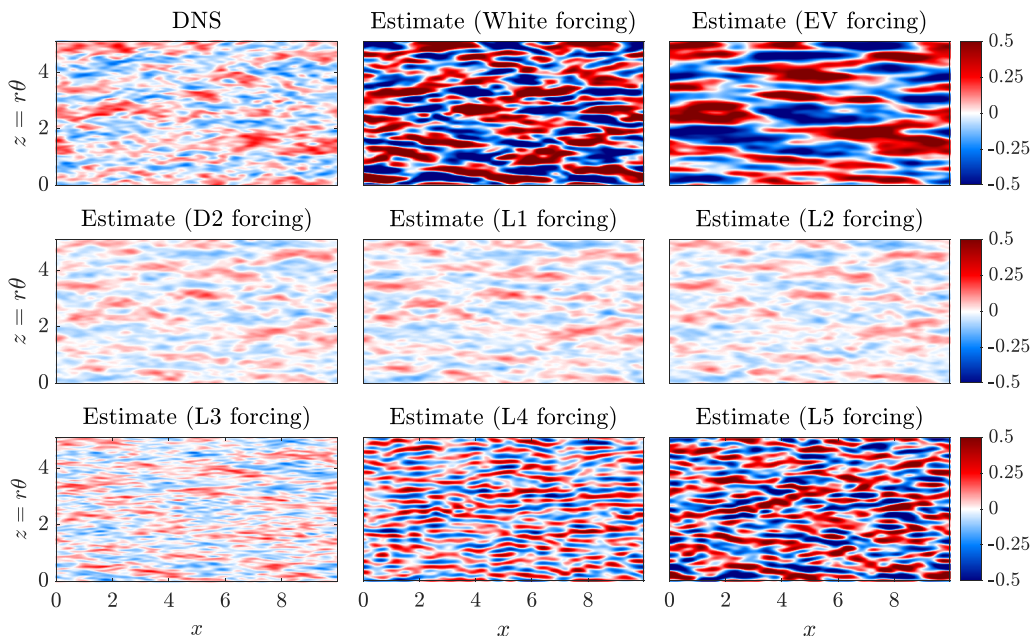 DNS
Estimate (White forcing)
Estimate (EV forcing)
z = rθ
4
2
0
0.5
0.25
0
-0.25
-0.5
Estimate (D2 forcing)
Estimate (L1 forcing)
Estimate (L2 forcing)
z = rθ
4
2
0
0.5
0.25
0
-0.25
-0.5
Estimate (L3 forcing)
Estimate (L4 forcing)
Estimate (L5 forcing)
z = rθ
4
2
0
0.5
0.25
0
-0.25
-0.5
0 2 4 6 8
0 2 4 6 8
0 2 4 6 8
x
x
x